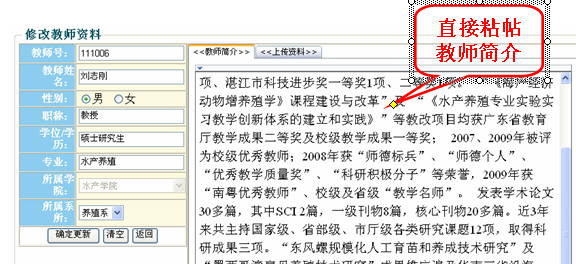 修改教师资料
直接粘帖
教师简介
教师号： 111006
教师姓名： 刘志刚
性别： 男 女
职称： 教授
学位/学历： 硕士研究生
专业： 水产养殖
所属学院： 水产学院
所属系所： 养殖系
确定更新 清空 返回
<<教师简介>> <<上传资料>>
项、湛江市科技进步奖一等奖1项、二
动物增养殖学》课程建设与改革” “《水产养殖专业实验实
习教学创新体系的建立和实践》”等教改项目均获广东省教育
厅教学成果二等奖及校级教学成果一等奖； 2007、2009年被评
为校级优秀教师；2008年获“师德标兵”、“师德个人”、
“优秀教学质量奖”、“科研积极分子”等荣誉，2009年获
“南粤优秀教师”、校级及省级“教学名师”。 发表学术论文
30多篇，其中SCI 2篇，一级刊物8篇，核心刊物20多篇。近3年
来共主持国家级、省部级、市厅级各类研究课题12项，取得科
研成果三项。“东风螺规模化人工育苗和养成技术研究”及